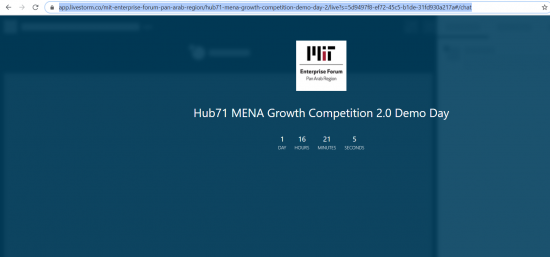 app.livestorm.co/mit-enterprise-forum-pan-arab-region/hub71-mena-growth-competition-demo-day-2/live?s=5d9497f8-ef72-45c5-b1de-31fd930a217a#/chat
MIT
Enterprise Forum
Pan Arab Region
Hub71 MENA Growth Competition 2.0 Demo Day
1 16 21 5
DAY HOURS MINUTES SECONDS